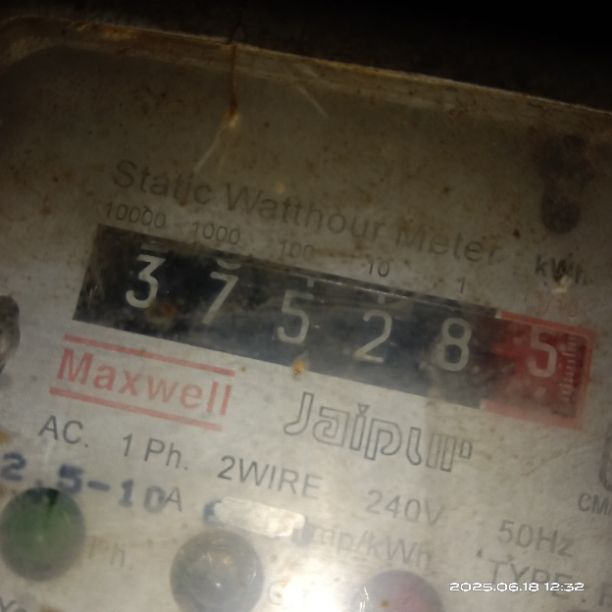 Static Watthour Meter
10000 1000 100 10 1 kWh
3 7 5 2 8 5
Maxwell
Jaipur
AC. 1 Ph. 2WIRE 240V 50Hz
2.5-10A
imp/kWh
TYPE
Ph.
2025.06.18 12:32